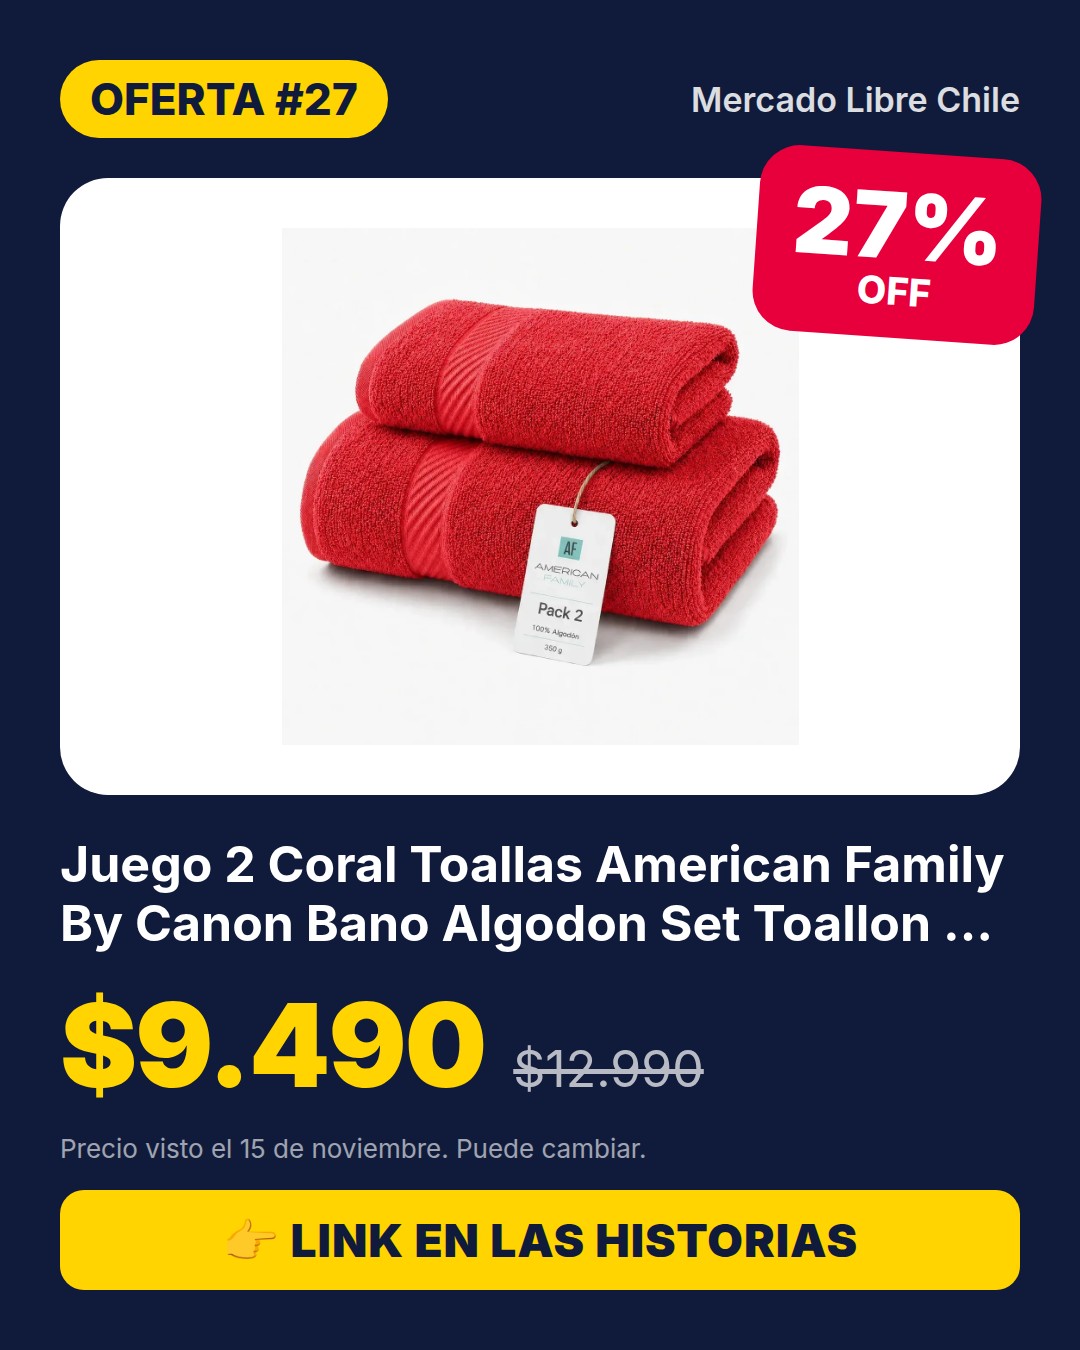 OFERTA #27
Mercado Libre Chile
27%
OFF
AF
AMERICAN
FAMILY
Pack 2
100% Algodón
350 g
Juego 2 Coral Toallas American Family
By Canon Bano Algodon Set Toallon ...
$9.490 $12.990
Precio visto el 15 de noviembre. Puede cambiar.
👉 LINK EN LAS HISTORIAS